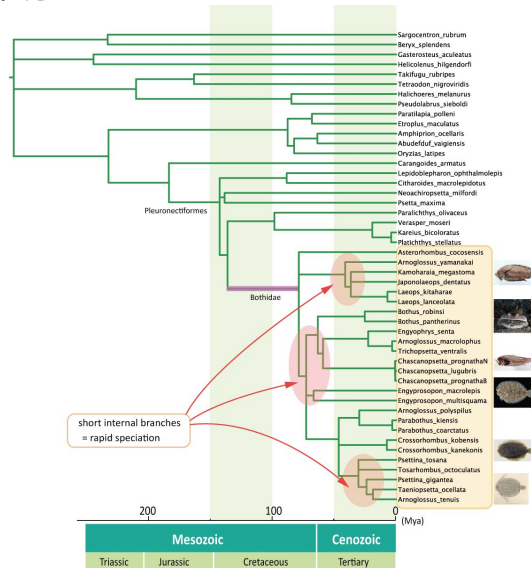 Sargocentron_rubrum
Beryx_splendens
Gasterosteus_aculeatus
Helicolenus_hilgendorfi
Takifugu_rubripes
Tetraodon_nigroviridis
Halichoeres_melanurus
Pseudolabrus_sieboldi
Paratilapia_polleni
Etroplus_maculatus
Amphiprion_ocellaris
Abudefduf_vaigiensis
Oryzias_latipes
Carangoides_armatus
Lepidoblepharon_ophthalmolepis
Citharoides_macrolepidotus
Neoachiropsetta_milfordi
Psetta_maxima
Pleuronectiformes
Paralichthys_olivaceus
Verasper_moseri
Kareius_bicoloratus
Platichthys_stellatus
Asterorhombus_cocosensis
Arnoglossus_yamanakai
Kamoharaia_megastoma
Japonolaeops_dentatus
Bothidae
Laeops_kitaharae
Laeops_lanceolata
Bothus_robinsi
Bothus_pantherinus
Engyophrys_senta
Arnoglossus_macrolophus
Trichopsetta_ventralis
Chascanopsetta_prognathaN
Chascanopsetta_lugubris
Chascanopsetta_prognathaB
Engyprosopon_macrolepis
Engyprosopon_multisquama
Arnoglossus_polyspilus
Parabothus_kiensis
Parabothus_coarctatus
Crossorhombus_kobensis
Crossorhombus_kanekonis
short internal branches
= rapid speciation
Psettina_tosana
Tosarhombus_octoculatus
Psettina_gigantea
Taeniopsetta_ocellata
Arnoglossus_tenuis
200 100 0 (Mya)
Mesozoic Cenozoic
Triassic Jurassic Cretaceous Tertiary